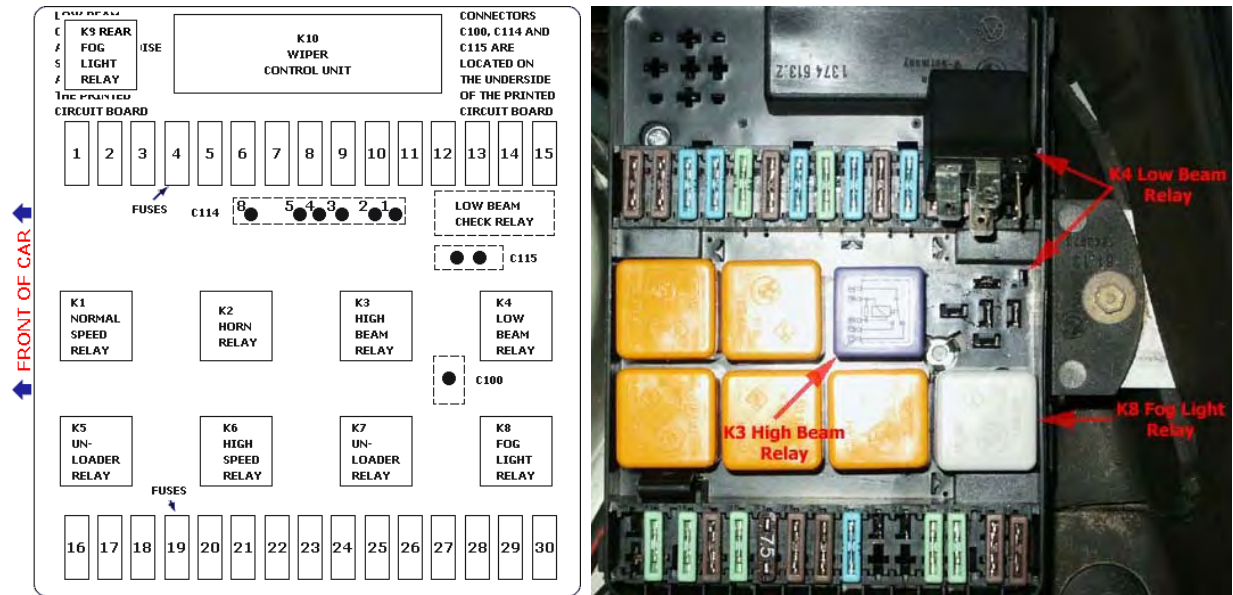 LOW BEAM
K9 REAR
FOG
LIGHT
RELAY
ISE
THE PRINTED
CIRCUIT BOARD
K10
WIPER
CONTROL UNIT
CONNECTORS
C100, C114 AND
C115 ARE
LOCATED ON
THE UNDERSIDE
OF THE PRINTED
CIRCUIT BOARD
1 2 3 4 5 6 7 8 9 10 11 12 13 14 15
FUSES
C114
8 5 4 3 2 1
LOW BEAM
CHECK RELAY
C115
FRONT OF CAR
K1
NORMAL
SPEED
RELAY
K2
HORN
RELAY
K3
HIGH
BEAM
RELAY
K4
LOW
BEAM
RELAY
C100
K5
UN-
LOADER
RELAY
K6
HIGH
SPEED
RELAY
K7
UN-
LOADER
RELAY
K8
FOG
LIGHT
RELAY
FUSES
16 17 18 19 20 21 22 23 24 25 26 27 28 29 30
1 374 613.2
W-Germany
K4 Low Beam
Relay
K3 High Beam
Relay
K8 Fog Light
Relay
7.5